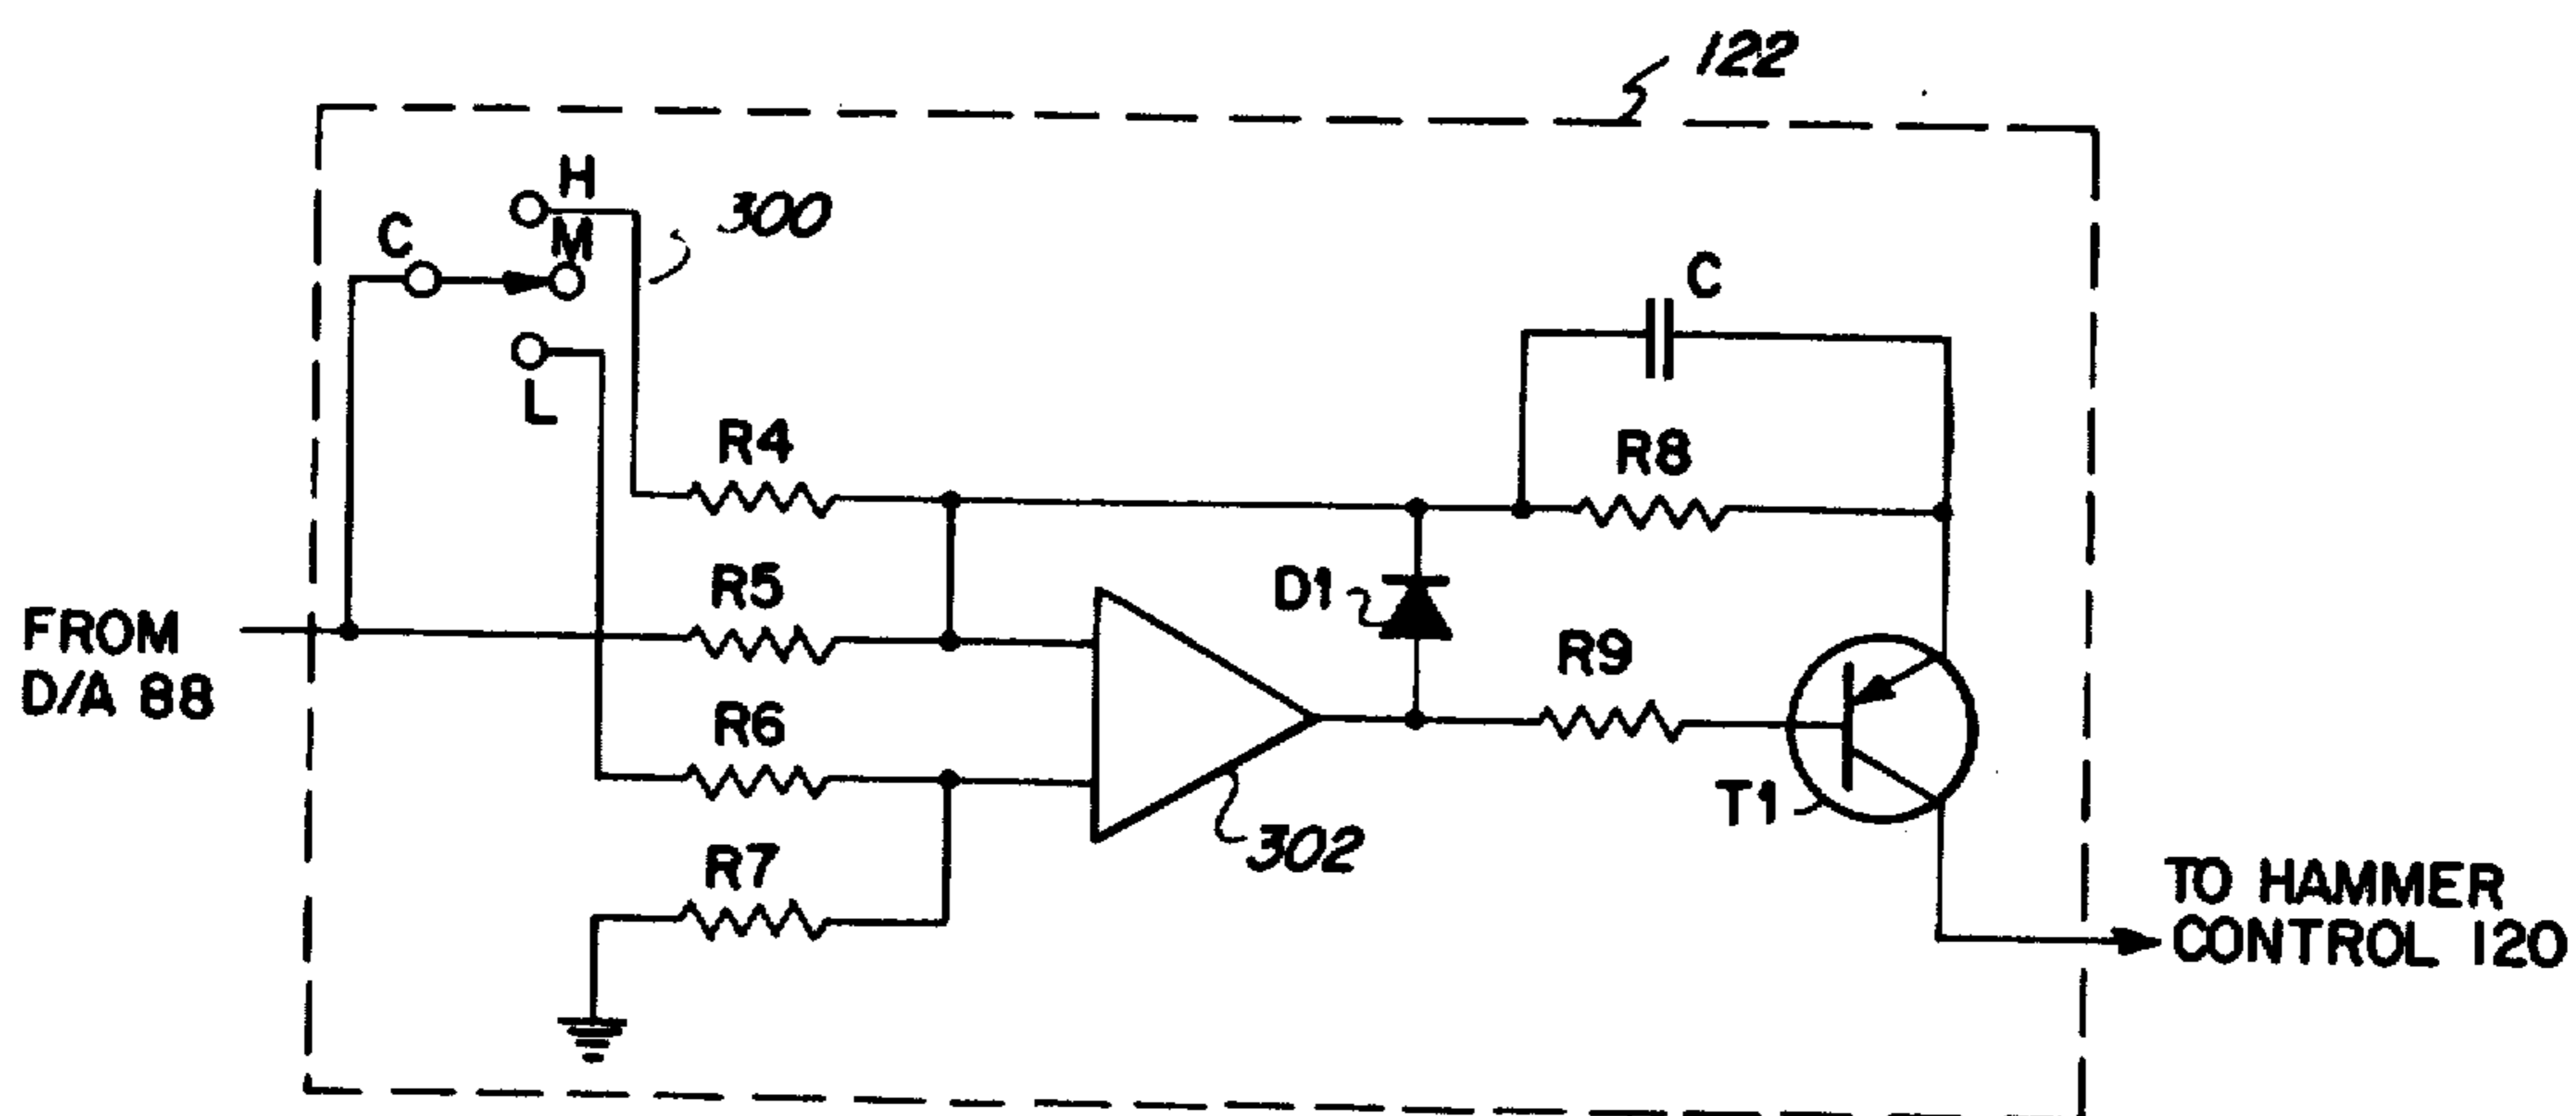 122
H
C
M
300
L
C
R4
R8
R5
D1
FROM
D/A 88
R9
R6
T1
302
R7
TO HAMMER
CONTROL 120